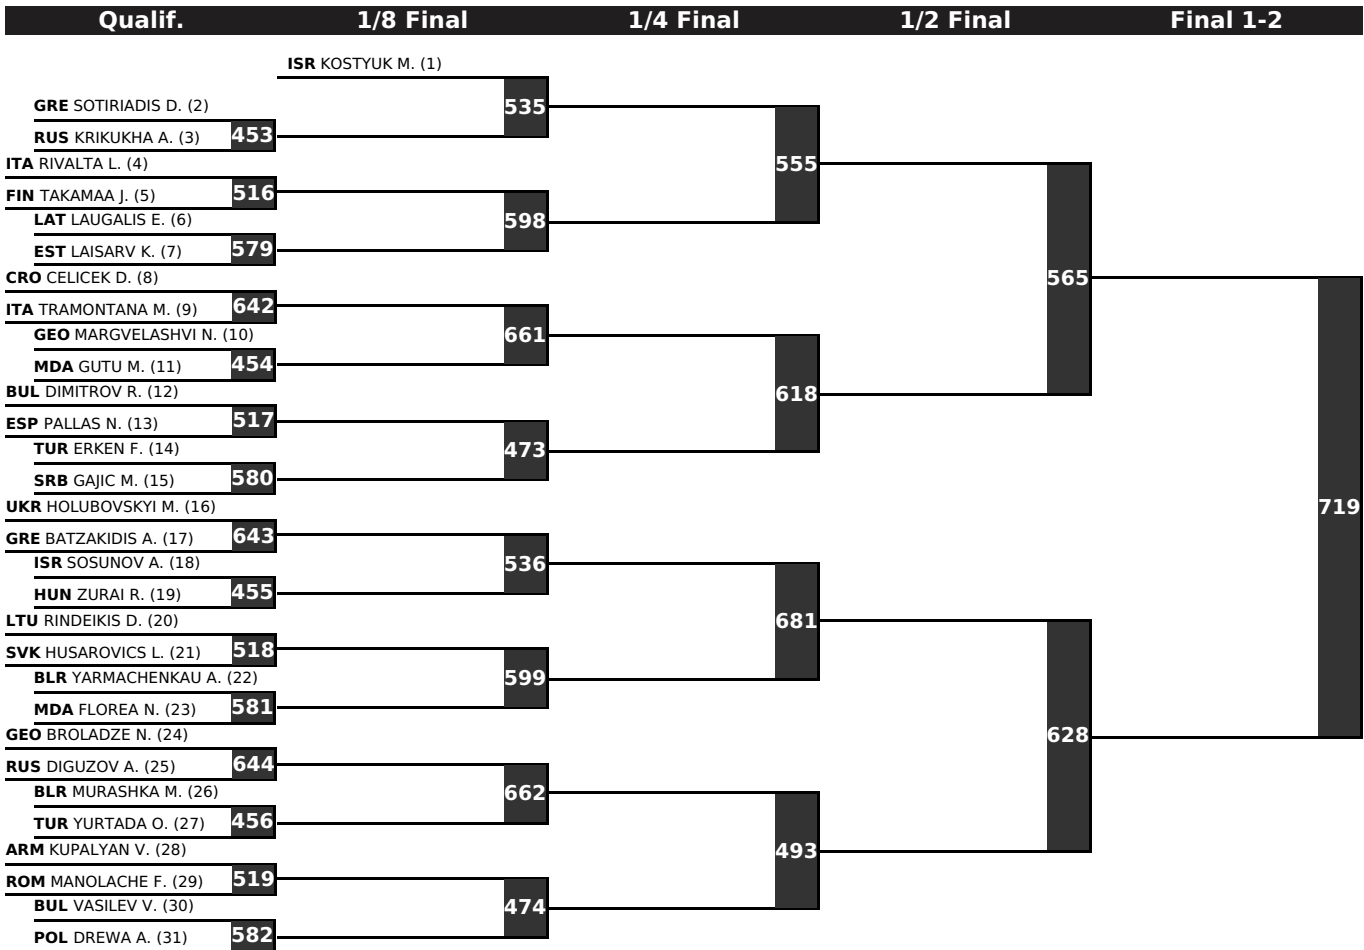 Qualif. 1/8 Final 1/4 Final 1/2 Final Final 1-2
ISR KOSTYUK M. (1)
GRE SOTIRIADIS D. (2)
535
RUS KRIKUKHA A. (3) 453
ITA RIVALTA L. (4)
555
FIN TAKAMAA J. (5) 516
LAT LAUGALIS E. (6)
598
EST LAISARV K. (7) 579
CRO CELICEK D. (8)
565
ITA TRAMONTANA M. (9) 642
GEO MARGVELASHVI N. (10)
661
MDA GUTU M. (11) 454
BUL DIMITROV R. (12)
618
ESP PALLAS N. (13) 517
TUR ERKEN F. (14)
473
SRB GAJIC M. (15) 580
UKR HOLUBOVSKYI M. (16)
719
GRE BATZAKIDIS A. (17) 643
ISR SOSUNOV A. (18)
536
HUN ZURAI R. (19) 455
LTU RINDEIKIS D. (20)
681
SVK HUSAROVICS L. (21) 518
BLR YARMACHENKAU A. (22)
599
MDA FLOREA N. (23) 581
GEO BROLADZE N. (24)
628
RUS DIGUZOV A. (25) 644
BLR MURASHKA M. (26)
662
TUR YURTADA O. (27) 456
ARM KUPALYAN V. (28)
493
ROM MANOLACHE F. (29) 519
BUL VASILEV V. (30)
474
POL DREWA A. (31) 582